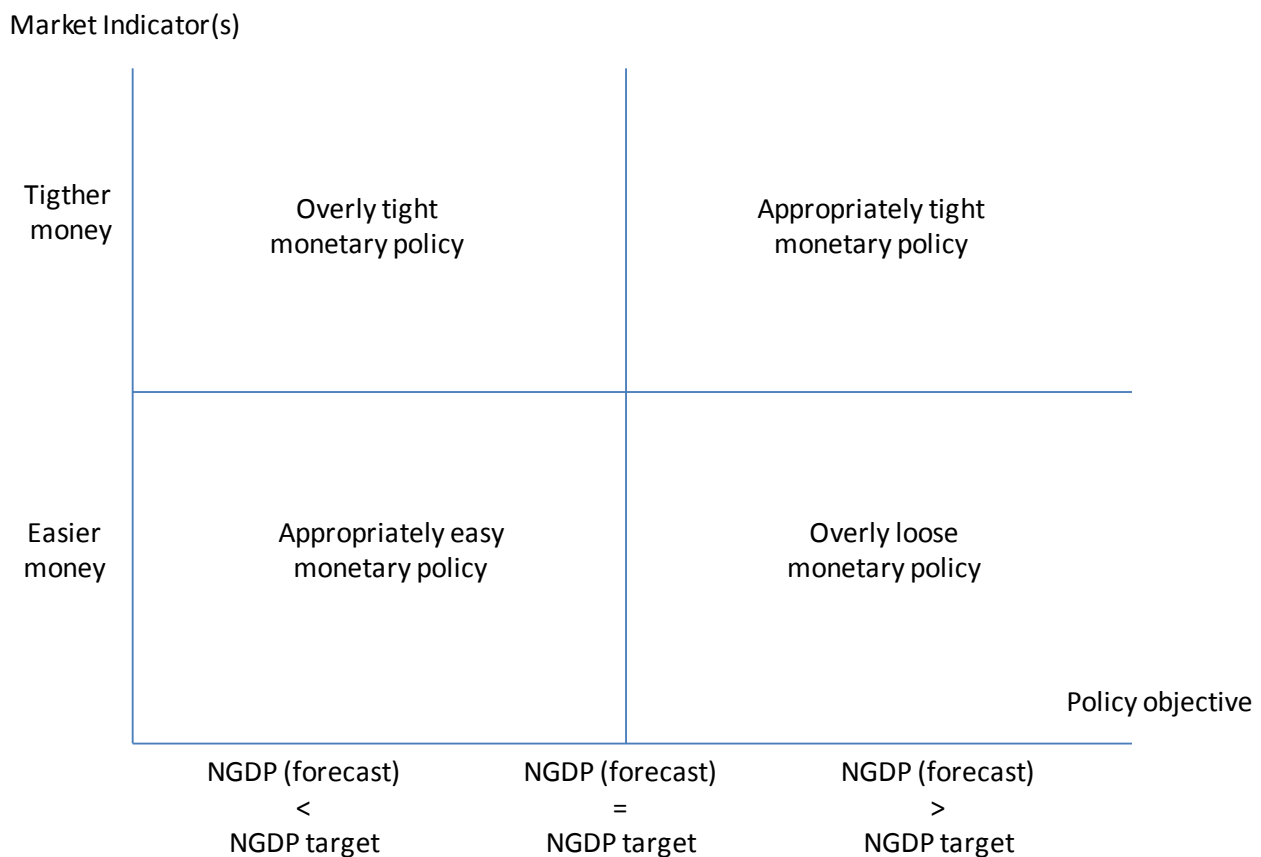 Market Indicator(s)
Tigther
money
Overly tight
monetary policy
Appropriately tight
monetary policy
Easier
money
Appropriately easy
monetary policy
Overly loose
monetary policy
Policy objective
NGDP (forecast)
<
NGDP target
NGDP (forecast)
=
NGDP target
NGDP (forecast)
>
NGDP target